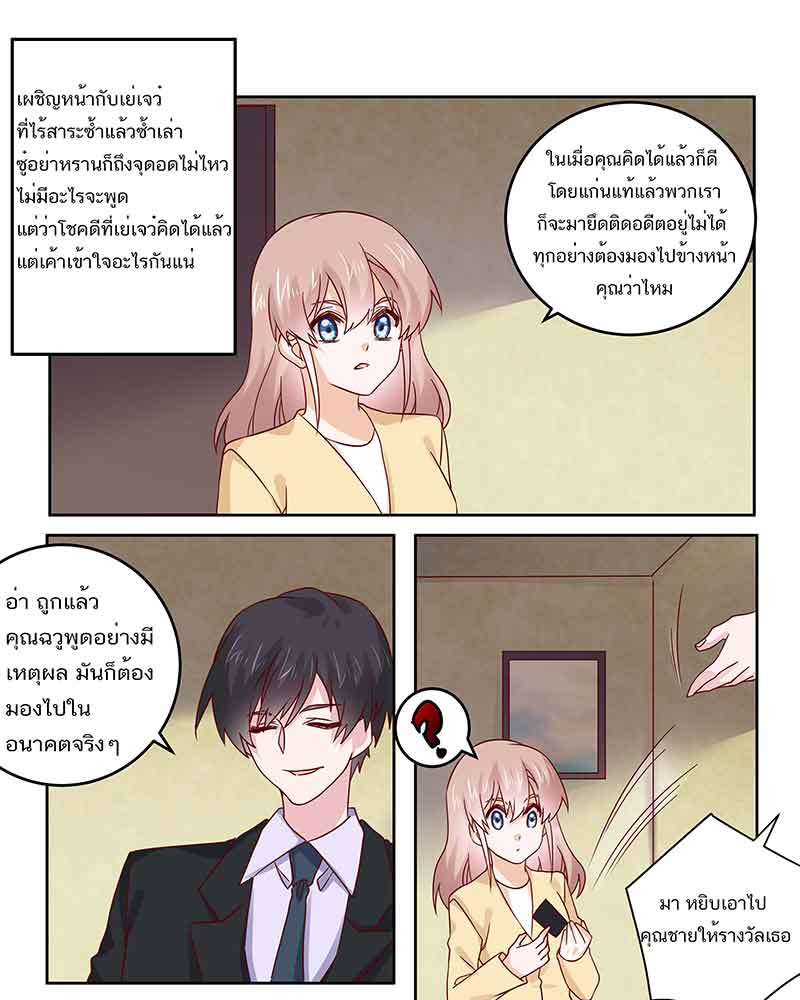 เผชิญหน้ากับเย่เจว๋
ที่ไร้สาระซ้ำแล้วซ้ำเล่า
ซู๋อย่าหรานก็ถึงจุดอดไม่ไหว
ไม่มีอะไรจะพูด
แต่ว่าโชคดีที่เย่เจว๋คิดได้แล้ว
แต่เค้าเข้าใจอะไรกันแน่
ในเมื่อคุณคิดได้แล้วก็ดี
โดยแก่นแท้แล้วพวกเรา
ก็จะมายึดติดอดีตอยู่ไม่ได้
ทุกอย่างต้องมองไปข้างหน้า
คุณว่าไหม
อ่า ถูกแล้ว
คุณฉวูพูดอย่างมี
เหตุผล มันก็ต้อง
มองไปใน
อนาคตจริงๆ
?
มา หยิบเอาไป
คุณชายให้รางวัลเธอ